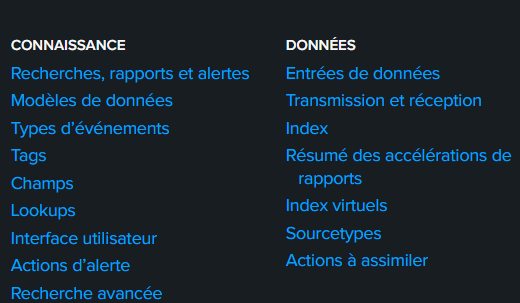 CONNAISSANCE
Recherches, rapports et alertes
Modèles de données
Types d’événements
Tags
Champs
Lookups
Interface utilisateur
Actions d’alerte
Recherche avancée
DONNÉES
Entrées de données
Transmission et réception
Index
Résumé des accélérations de
rapports
Index virtuels
Sourcetypes
Actions à assimiler